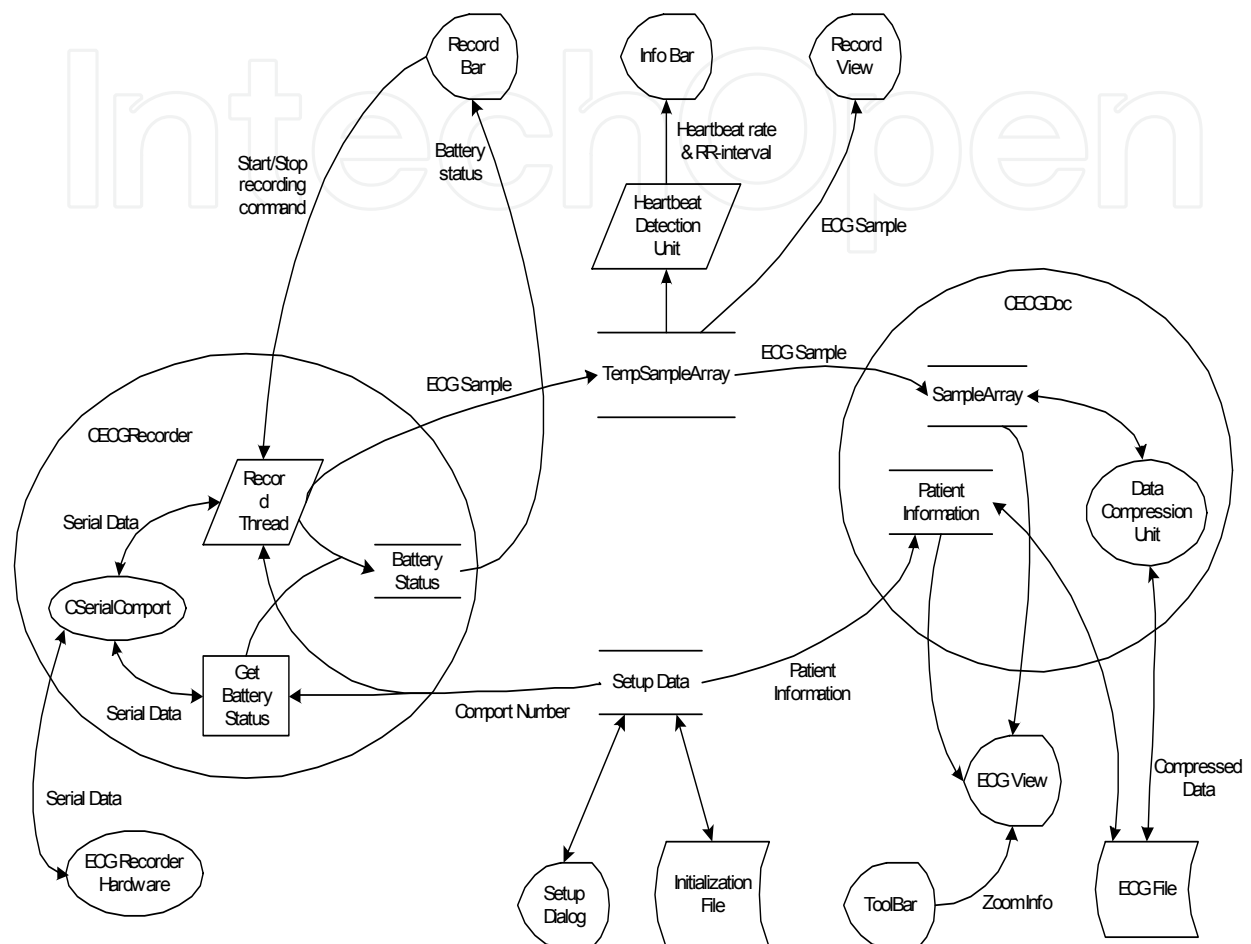 IntechOpen
Record
Bar
Info Bar
Record
View
Heartbeat rate
& RR-interval
Battery
status
Start/Stop
recording
command
Heartbeat
Detection
Unit
ECG Sample
CECGDoc
ECG Sample
TempSampleArray
ECG Sample
SampleArray
CECGRecorder
Recor
d
Thread
Patient
Information
Data
Compression
Unit
Serial Data
Battery
Status
CSerialComport
Get
Battery
Status
Setup Data
Patient
Information
Serial Data
Comport Number
ECG View
Compressed
Data
Serial Data
ECG Recorder
Hardware
Setup
Dialog
Initialization
File
ToolBar
Zoom Info
ECG File